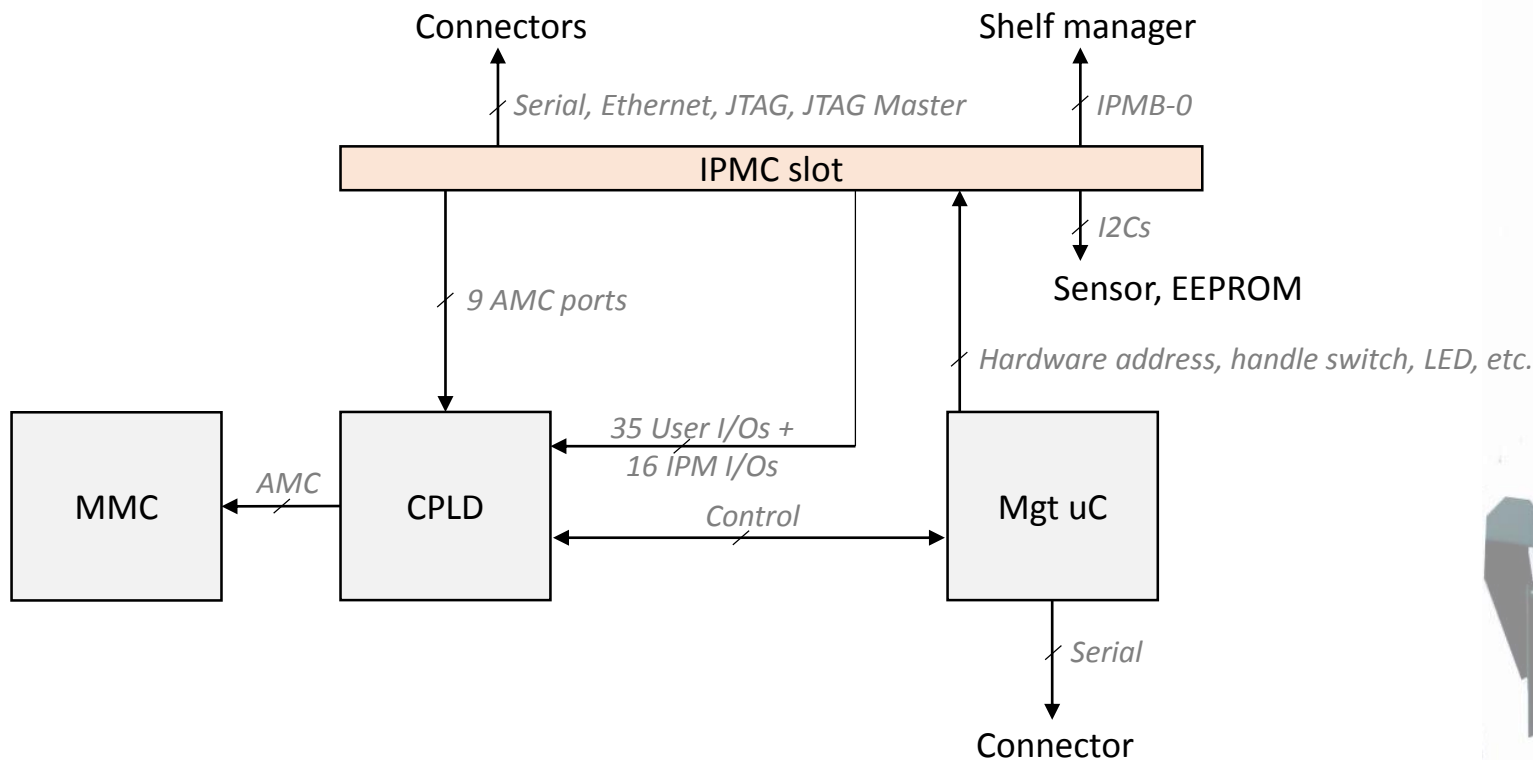 Connectors
Shelf manager
Serial, Ethernet, JTAG, JTAG Master
IPMB-0
IPMC slot
I2Cs
Sensor, EEPROM
9 AMC ports
Hardware address, handle switch, LED, etc.
35 User I/Os +
16 IPM I/Os
MMC
AMC
CPLD
Control
Mgt uC
Serial
Connector